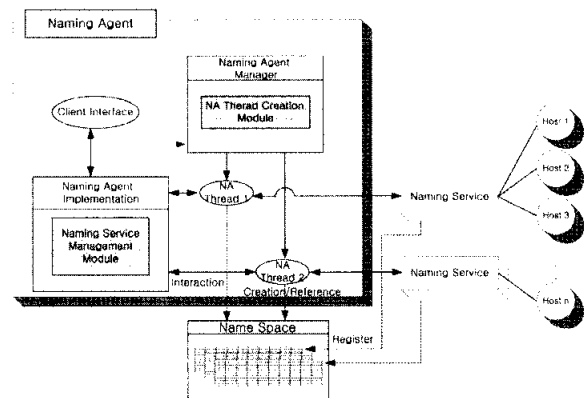 Naming Agent
Naming Agent
Manager
NA Therad Creation
Module
Client Interface
Naming Agent
Implementation
Naming Service
Management
Module
NA
Thread 1
NA
Thread 2
Interaction
Creation/Reference
Naming Service
Naming Service
Host 1
Host 2
Host 3
Host n
Name Space
Register